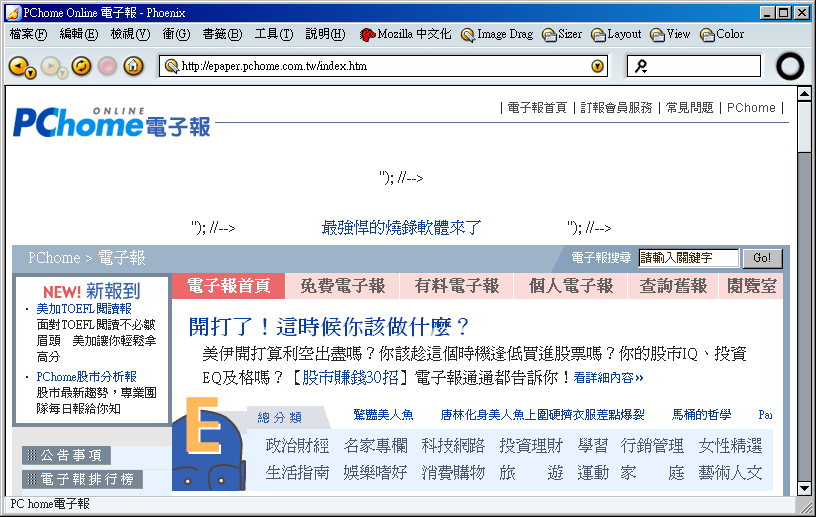 PChome Online 電子報 - Phoenix
檔案(F) 編輯(E) 檢視(V) 衝(G) 書籤(B) 工具(T) 說明(H) Mozilla 中文化 Image Drag Sizer Layout View Color
http://epaper.pchome.com.tw/index.htm
| 電子報首頁 | 訂報會員服務 | 常見問題 | PChome |
ONLINE
PChome電子報
"); //-->
"); //--> 最強悍的燒錄軟體來了 "); //-->
PChome > 電子報 電子報搜尋 請輸入關鍵字 Go!
電子報首頁 免費電子報 有料電子報 個人電子報 查詢舊報 閱覽室
NEW! 新報到
· 美加TOEFL閱讀報
面對TOEFL閱讀不必皺
眉頭 美加讓你輕鬆拿
高分
· PChome股市分析報
股市最新趨勢，專業團
隊每日報給你知
公告事項
電子報排行榜
開打了！這時候你該做什麼？
美伊開打算利空出盡嗎？你該趁這個時機逢低買進股票嗎？你的股市IQ、投資
EQ及格嗎？【股市賺錢30招】電子報通通都告訴你！看詳細內容»
E
總分類 驚豔美人魚 唐林化身美人魚上圍硬擠衣服差點爆裂 馬桶的哲學 Pa
政治財經 名家專欄 科技網路 投資理財 學習 行銷管理 女性精選
生活指南 娛樂嗜好 消費購物 旅 遊 運動 家 庭 藝術人文
PC home電子報